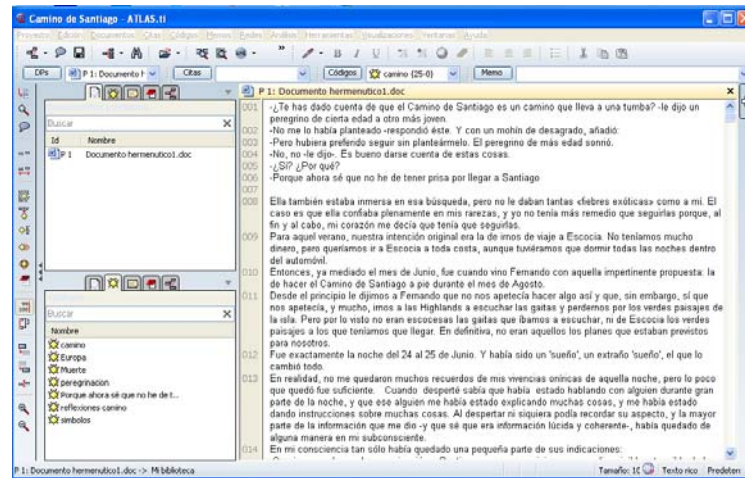 Camino de Santiago - ATLAS.ti
Proyecto Edición Documentos Citas Códigos Memos Redes Análisis Herramientas Visualizaciones Ventanas Ayuda
DPs P 1: Documento h Citas Códigos camino {25-0} Memo
P 1: Documento hermenutico1.doc
Buscar
Id Nombre
P 1 Documento hermenutico1.doc
Buscar
Nombre
camino
Europa
Muerte
peregrinacion
Porque ahora sé que no he de t...
reflexiones camino
simbolos
001 -¿Te has dado cuenta de que el Camino de Santiago es un camino que lleva a una tumba? -le dijo un
peregrino de cierta edad a otro más joven.
002 -No me lo había planteado -respondió éste. Y con un mohín de desagrado, añadió:
003 -Pero hubiera preferido seguir sin planteármelo. El peregrino de más edad sonrió.
004 -No, no -le dijo-. Es bueno darse cuenta de estas cosas.
005 -¿Sí? ¿Por qué?
006 -Porque ahora sé que no he de tener prisa por llegar a Santiago
007
008 Ella también estaba inmersa en esa búsqueda, pero no le daban tantas «fiebres exóticas» como a mí. El
caso es que ella confiaba plenamente en mis rarezas, y yo no tenía más remedio que seguirlas porque, al
fin y al cabo, mi corazón me decía que tenía que seguirlas.
009 Para aquel verano, nuestra intención original era la de irnos de viaje a Escocia. No teníamos mucho
dinero, pero queríamos ir a Escocia a toda costa, aunque tuviéramos que dormir todas las noches dentro
del automóvil.
010 Entonces, ya mediado el mes de Junio, fue cuando vino Fernando con aquella impertinente propuesta: la
de hacer el Camino de Santiago a pie durante el mes de Agosto.
011 Desde el principio le dijimos a Fernando que no nos apetecía hacer algo así y que, sin embargo, sí que
nos apetecía, y mucho, irnos a las Highlands a escuchar las gaitas y perdernos por los verdes paisajes de
la isla. Pero por lo visto no eran escocesas las gaitas que íbamos a escuchar, ni de Escocia los verdes
paisajes a los que teníamos que llegar. En definitiva, no eran aquellos los planes que estaban previstos
para nosotros.
012 Fue exactamente la noche del 24 al 25 de Junio. Y había sido un 'sueño', un extraño 'sueño', el que lo
cambió todo.
013 En realidad, no me quedaron muchos recuerdos de mis vivencias oníricas de aquella noche, pero lo poco
que quedó fue suficiente. Cuando desperté sabía que había estado hablando con alguien durante gran
parte de la noche, y que ese alguien me había estado explicando muchas cosas, y me había estado
dando instrucciones sobre muchas cosas. Al despertar ni siquiera podía recordar su aspecto, y la mayor
parte de la información que me dio -y que sé que era información lúcida y coherente-, había quedado de
alguna manera en mi subconsciente.
014 En mi consciencia tan sólo había quedado una pequeña parte de sus indicaciones:
P 1: Documento hermenutico1.doc -> Mi biblioteca
Tamaño: 10 Texto rico Predeten